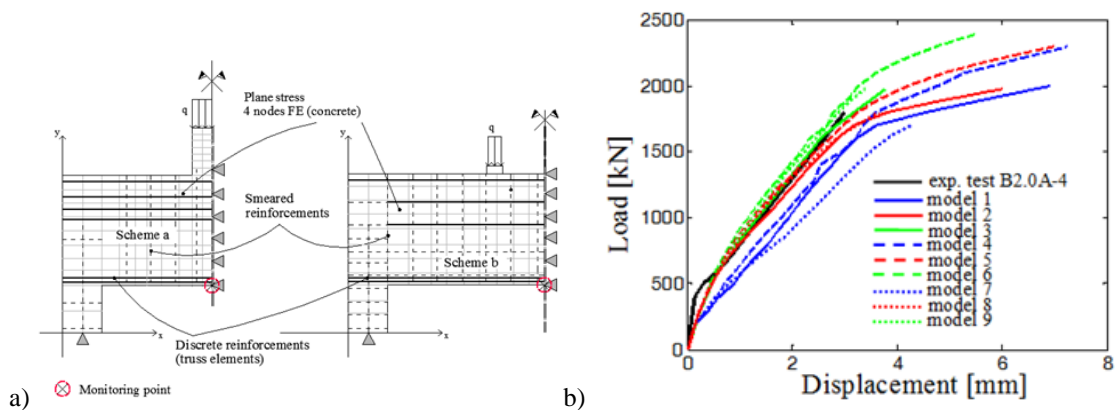 Plane stress
4 nodes FE (concrete)
q
y
q
y
Smeared
reinforcements
Scheme a
Scheme b
x
x
Discrete reinforcements
(truss elements)
Monitoring point
a)
b)
2500
2000
1500
1000
500
0
Load [kN]
exp. test B2.0A-4
model 1
model 2
model 3
model 4
model 5
model 6
model 7
model 8
model 9
0 2 4 6 8
Displacement [mm]